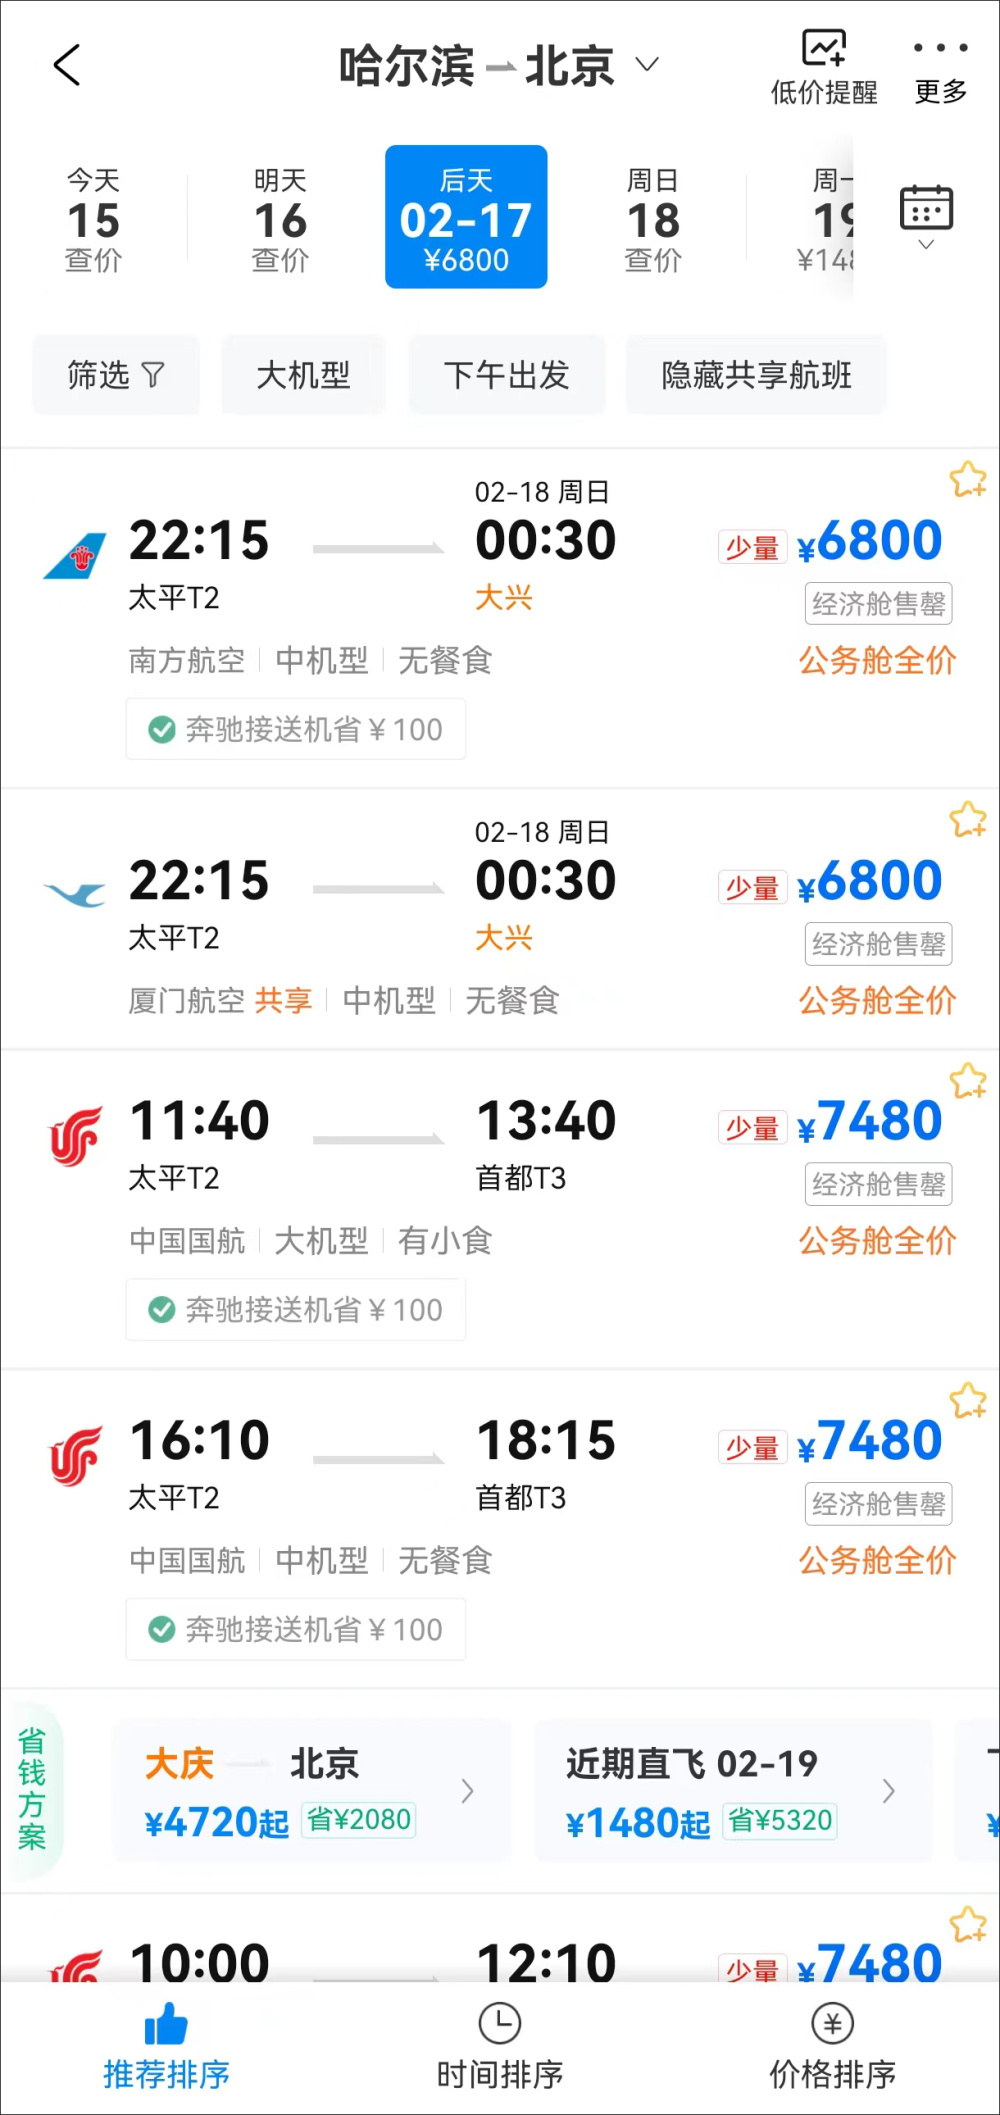 哈尔滨 北京
低价提醒
更多
今天
15
查价
明天
16
查价
后天
02-17
¥6800
周日
18
查价
周一
19
¥148
筛选
大机型
下午出发
隐藏共享航班
02-18 周日
22:15 00:30 少量 ¥6800
太平T2 大兴 经济舱售罄
南方航空 中机型 无餐食 公务舱全价
奔驰接送机省¥100
02-18 周日
22:15 00:30 少量 ¥6800
太平T2 大兴 经济舱售罄
厦门航空 共享 中机型 无餐食 公务舱全价
11:40 13:40 少量 ¥7480
太平T2 首都T3 经济舱售罄
中国国航 大机型 有小食 公务舱全价
奔驰接送机省¥100
16:10 18:15 少量 ¥7480
太平T2 首都T3 经济舱售罄
中国国航 中机型 无餐食 公务舱全价
奔驰接送机省¥100
省钱方案
大庆 北京
¥4720起 省¥2080
近期直飞 02-19
¥1480起 省¥5320
¥
10:00 12:10 少量 ¥7480
推荐排序
时间排序
价格排序